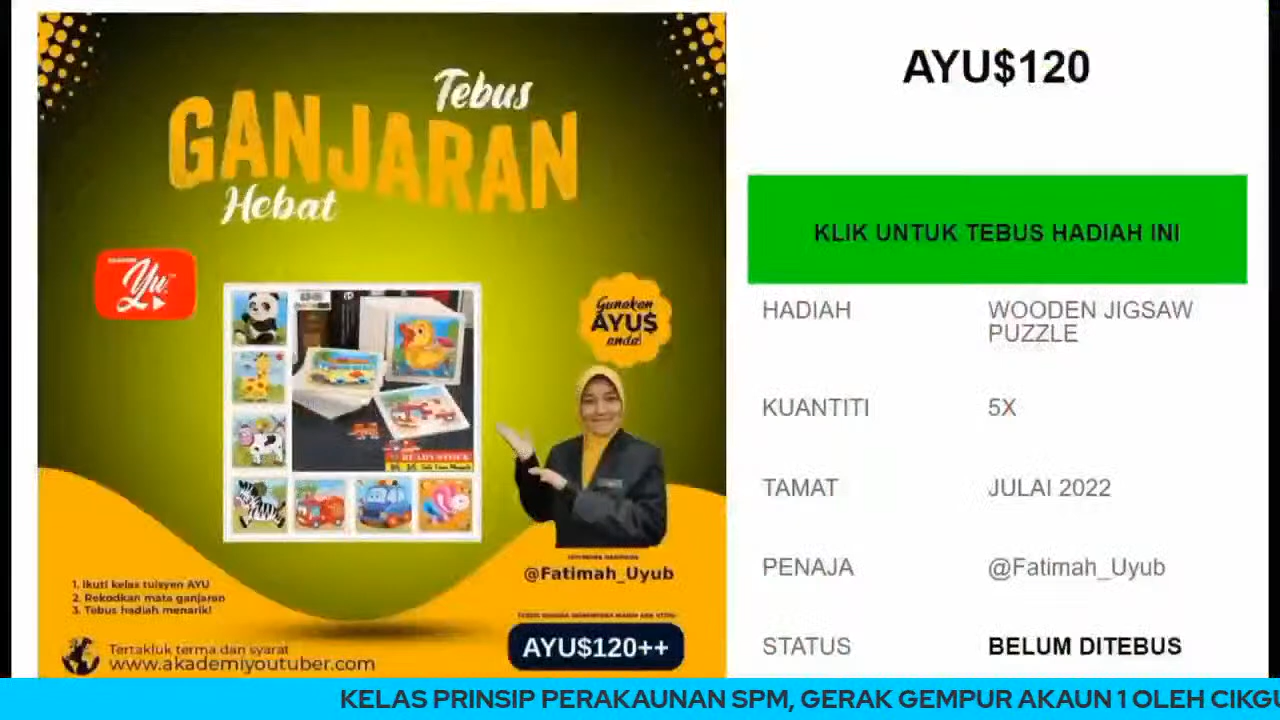 Tebus
GANJARAN
Hebat
Yu
Gunakan
AYU$
anda!
READY STOCK
@Fatimah_Uyub
1. Ikuti kelas tuisyen AYU
2. Rekodkan mata ganjaran
3. Tebus hadiah menarik!
AYU$120++
Tertakluk terma dan syarat
www.akademiyoutuber.com
AYU$120
KLIK UNTUK TEBUS HADIAH INI
HADIAH WOODEN JIGSAW
PUZZLE
KUANTITI 5X
TAMAT JULAI 2022
PENAJA @Fatimah_Uyub
STATUS BELUM DITEBUS
KELAS PRINSIP PERAKAUNAN SPM, GERAK GEMPUR AKAUN 1 OLEH CIKGU